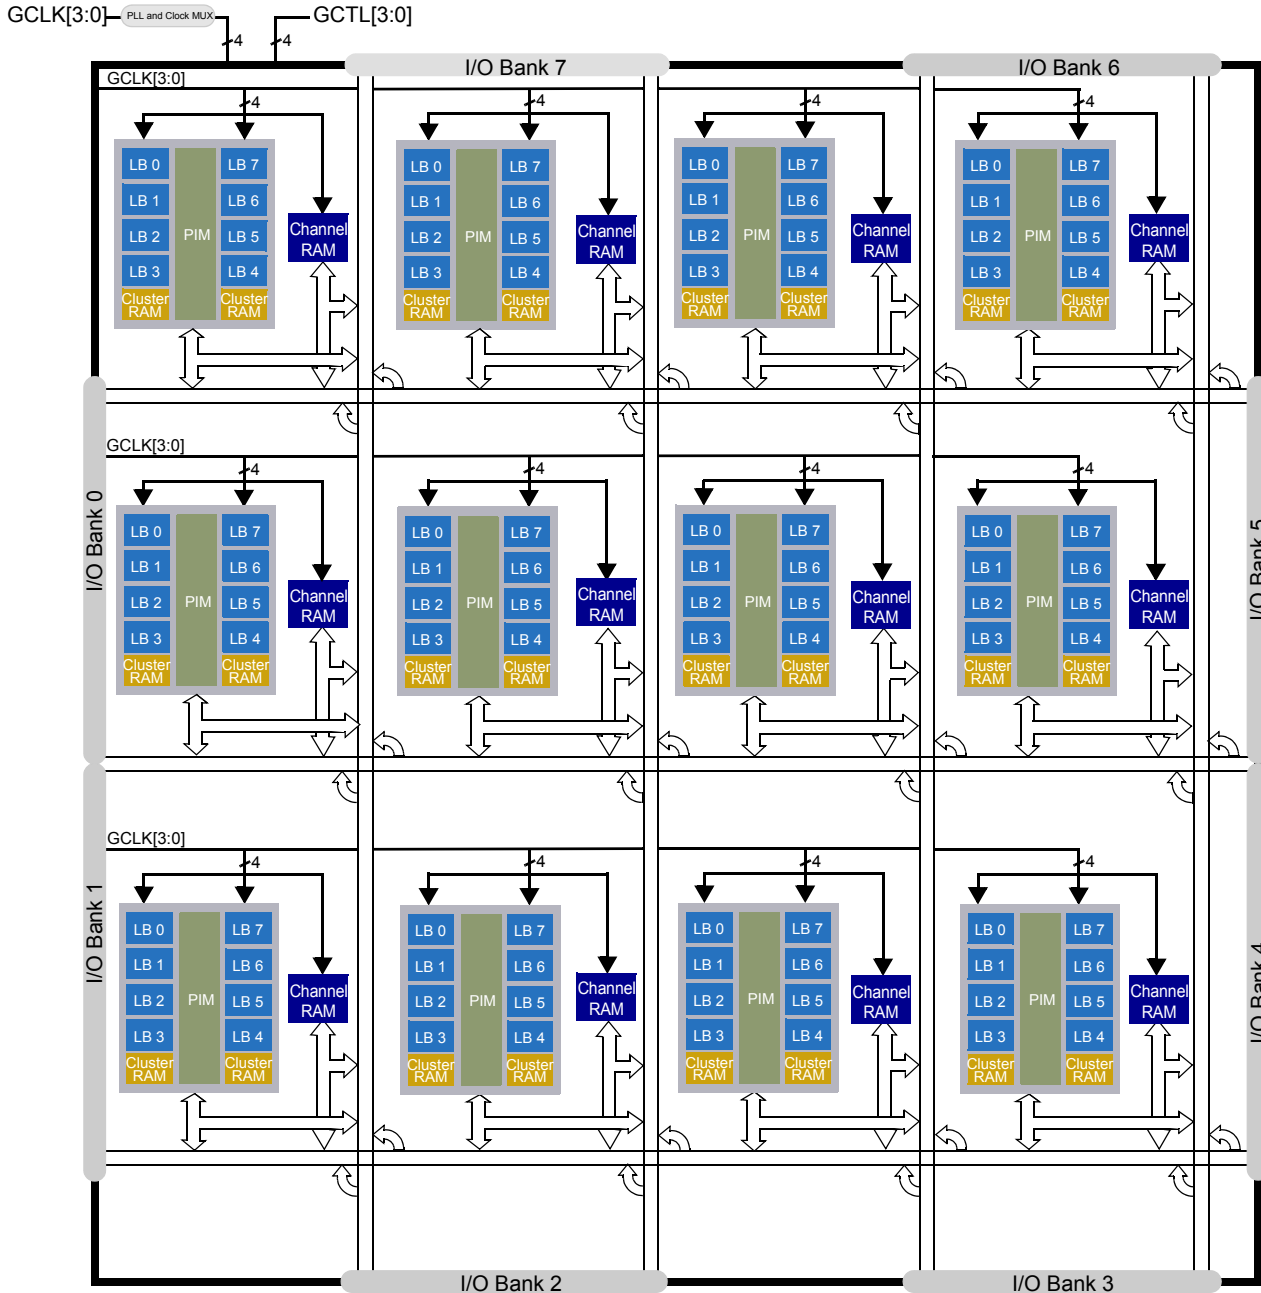 GCLK[3:0] PLL and Clock MUX GCTL[3:0]
4 4
I/O Bank 7 I/O Bank 6
GCLK[3:0]
4 4 4 4
LB 0 LB 7 LB 0 LB 7 LB 0 LB 7 LB 0 LB 7
LB 1 LB 6 LB 1 LB 6 LB 1 LB 6 LB 1 LB 6
LB 2 PIM LB 5 Channel LB 2 PIM LB 5 Channel LB 2 PIM LB 5 Channel LB 2 PIM LB 5 Channel
RAM RAM RAM RAM
LB 3 LB 4 LB 3 LB 4 LB 3 LB 4 LB 3 LB 4
Cluster Cluster Cluster Cluster Cluster Cluster Cluster Cluster
RAM RAM RAM RAM RAM RAM RAM RAM
I/O Bank 0
I/O Bank 5
GCLK[3:0]
4 4 4 4
LB 0 LB 7 LB 0 LB 7 LB 0 LB 7 LB 0 LB 7
LB 1 LB 6 LB 1 LB 6 LB 1 LB 6 LB 1 LB 6
LB 2 PIM LB 5 Channel LB 2 PIM LB 5 Channel LB 2 PIM LB 5 Channel LB 2 PIM LB 5 Channel
RAM RAM RAM RAM
LB 3 LB 4 LB 3 LB 4 LB 3 LB 4 LB 3 LB 4
Cluster Cluster Cluster Cluster Cluster Cluster Cluster Cluster
RAM RAM RAM RAM RAM RAM RAM RAM
I/O Bank 1
I/O Bank 4
GCLK[3:0]
4 4 4 4
LB 0 LB 7 LB 0 LB 7 LB 0 LB 7 LB 0 LB 7
LB 1 LB 6 LB 1 LB 6 LB 1 LB 6 LB 1 LB 6
LB 2 PIM LB 5 Channel LB 2 PIM LB 5 Channel LB 2 PIM LB 5 Channel LB 2 PIM LB 5 Channel
RAM RAM RAM RAM
LB 3 LB 4 LB 3 LB 4 LB 3 LB 4 LB 3 LB 4
Cluster Cluster Cluster Cluster Cluster Cluster Cluster Cluster
RAM RAM RAM RAM RAM RAM RAM RAM
I/O Bank 2 I/O Bank 3